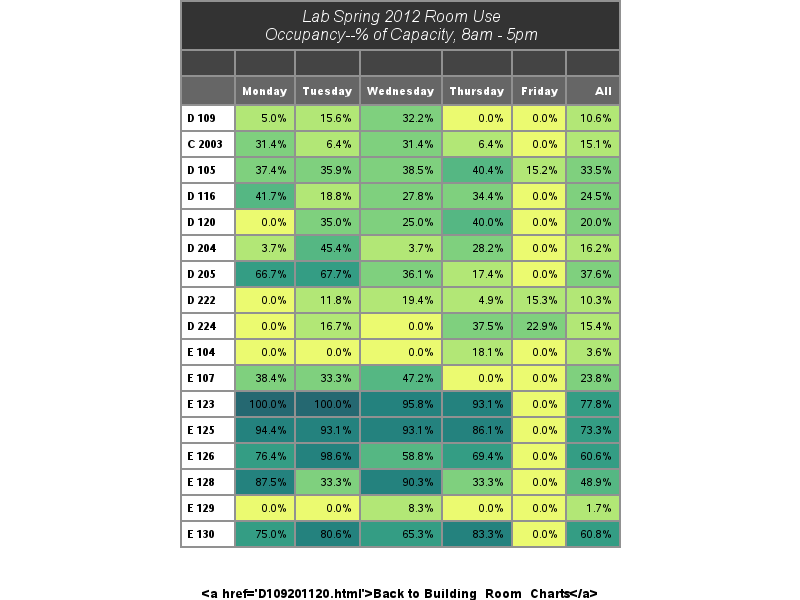 Lab Spring 2012 Room Use
Occupancy--% of Capacity, 8am - 5pm
Monday Tuesday Wednesday Thursday Friday All
D 109 5.0% 15.6% 32.2% 0.0% 0.0% 10.6%
C 2003 31.4% 6.4% 31.4% 6.4% 0.0% 15.1%
D 105 37.4% 35.9% 38.5% 40.4% 15.2% 33.5%
D 116 41.7% 18.8% 27.8% 34.4% 0.0% 24.5%
D 120 0.0% 35.0% 25.0% 40.0% 0.0% 20.0%
D 204 3.7% 45.4% 3.7% 28.2% 0.0% 16.2%
D 205 66.7% 67.7% 36.1% 17.4% 0.0% 37.6%
D 222 0.0% 11.8% 19.4% 4.9% 15.3% 10.3%
D 224 0.0% 16.7% 0.0% 37.5% 22.9% 15.4%
E 104 0.0% 0.0% 0.0% 18.1% 0.0% 3.6%
E 107 38.4% 33.3% 47.2% 0.0% 0.0% 23.8%
E 123 100.0% 100.0% 95.8% 93.1% 0.0% 77.8%
E 125 94.4% 93.1% 93.1% 86.1% 0.0% 73.3%
E 126 76.4% 98.6% 58.8% 69.4% 0.0% 60.6%
E 128 87.5% 33.3% 90.3% 33.3% 0.0% 48.9%
E 129 0.0% 0.0% 8.3% 0.0% 0.0% 1.7%
E 130 75.0% 80.6% 65.3% 83.3% 0.0% 60.8%
<a href='D109201120.html'>Back to Building_Room_Charts</a>